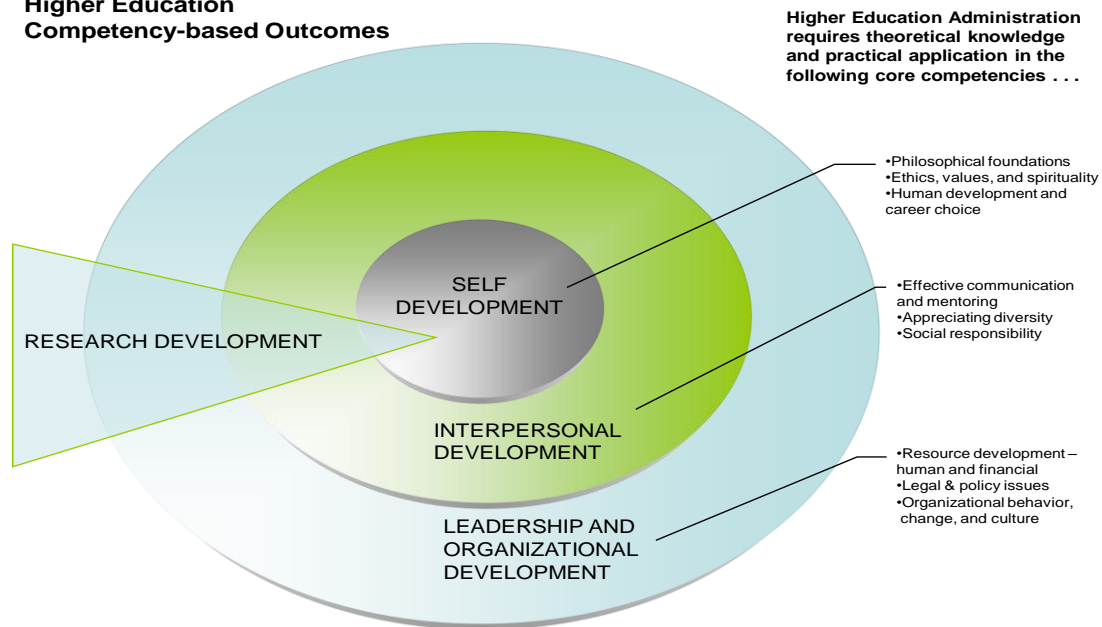 Higher Education
Competency-based Outcomes
Higher Education Administration
requires theoretical knowledge
and practical application in the
following core competencies . . .
•Philosophical foundations
•Ethics, values, and spirituality
•Human development and
career choice
SELF
DEVELOPMENT
•Effective communication
and mentoring
•Appreciating diversity
•Social responsibility
RESEARCH DEVELOPMENT
INTERPERSONAL
DEVELOPMENT
•Resource development –
human and financial
•Legal & policy issues
•Organizational behavior,
change, and culture
LEADERSHIP AND
ORGANIZATIONAL
DEVELOPMENT